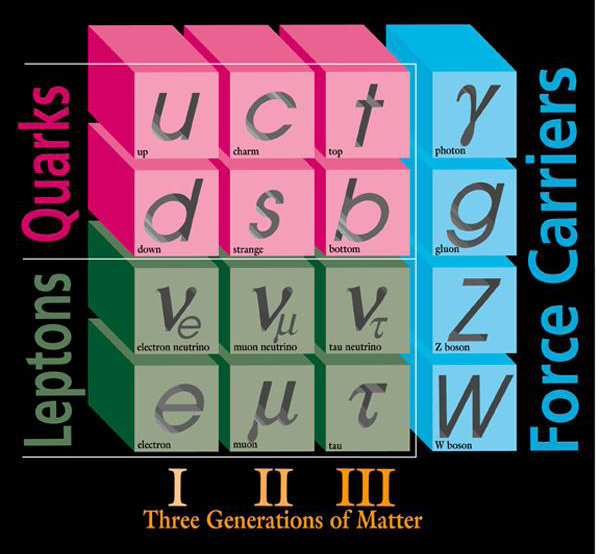 Quarks
Leptons
Force Carriers
u
up
c
charm
t
top
γ
photon
d
down
s
strange
b
bottom
g
gluon
νe
electron neutrino
νμ
muon neutrino
ντ
tau neutrino
Z
Z boson
e
electron
μ
muon
τ
tau
W
W boson
I II III
Three Generations of Matter